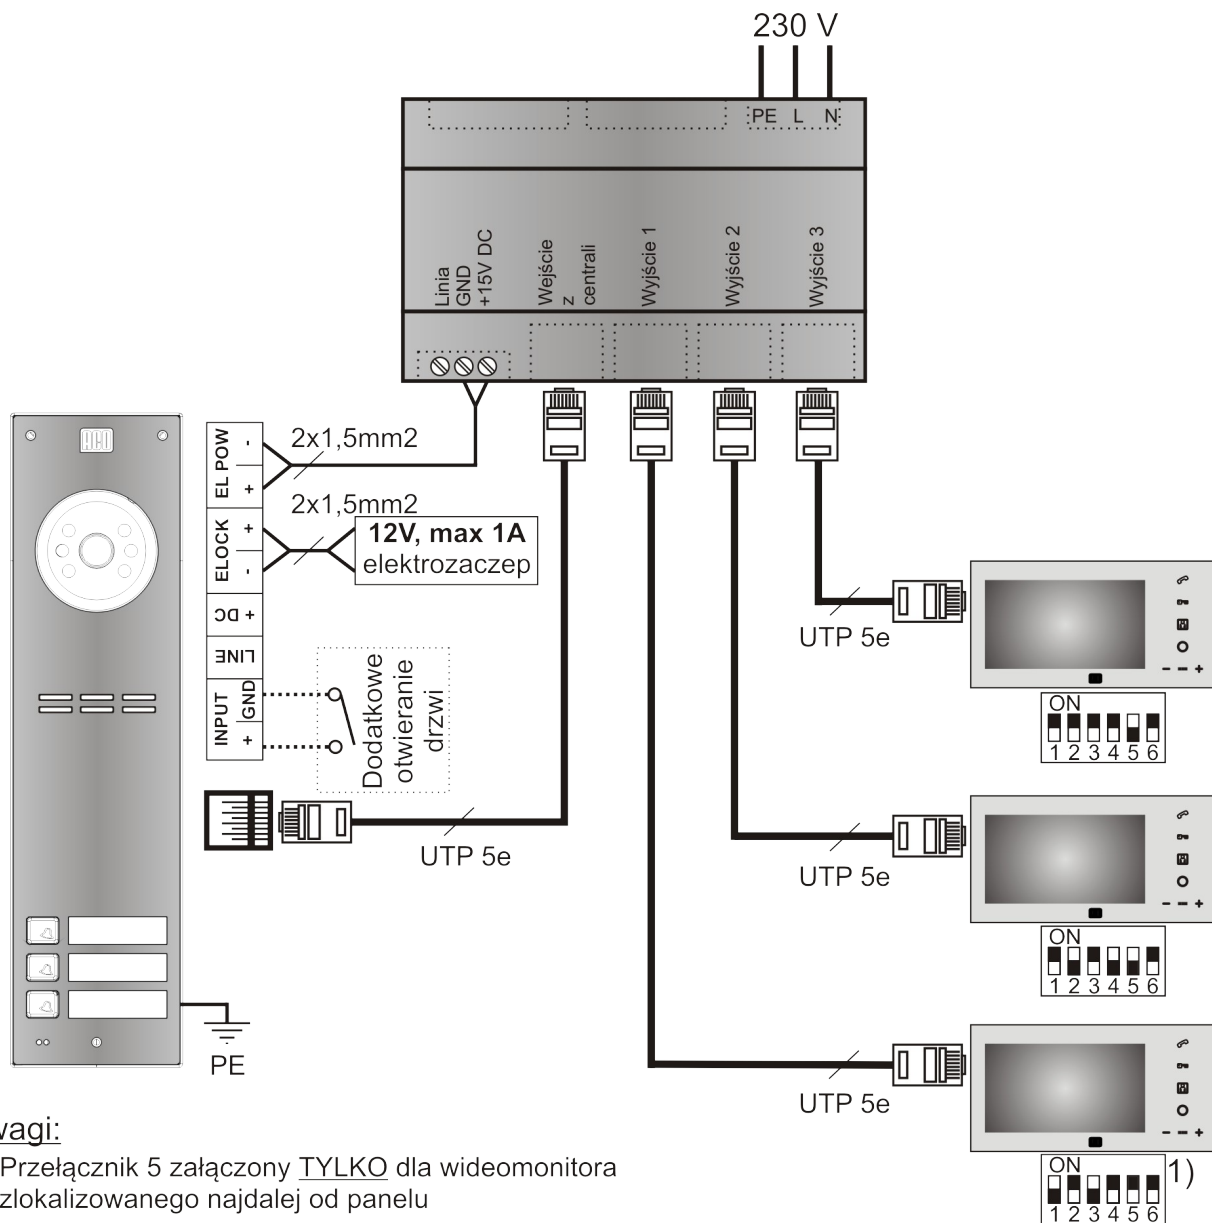 230 V
PE L N
Linia
GND
+15V DC
Wejście
z
centrali
Wyjście 1
Wyjście 2
Wyjście 3
ACO
EL POW - +
2x1,5mm2
ELOCK + -
2x1,5mm2
12V, max 1A
elektrozaczep
+ DC
LINE
INPUT GND +
Dodatkowe
otwieranie
drzwi
UTP 5e
PE
UTP 5e
ON
1 2 3 4 5 6
UTP 5e
ON
1 2 3 4 5 6
UTP 5e
ON
1 2 3 4 5 6
1)
wagi:
Przełącznik 5 załączony TYLKO dla wideomonitora
zlokalizowanego najdalej od panelu